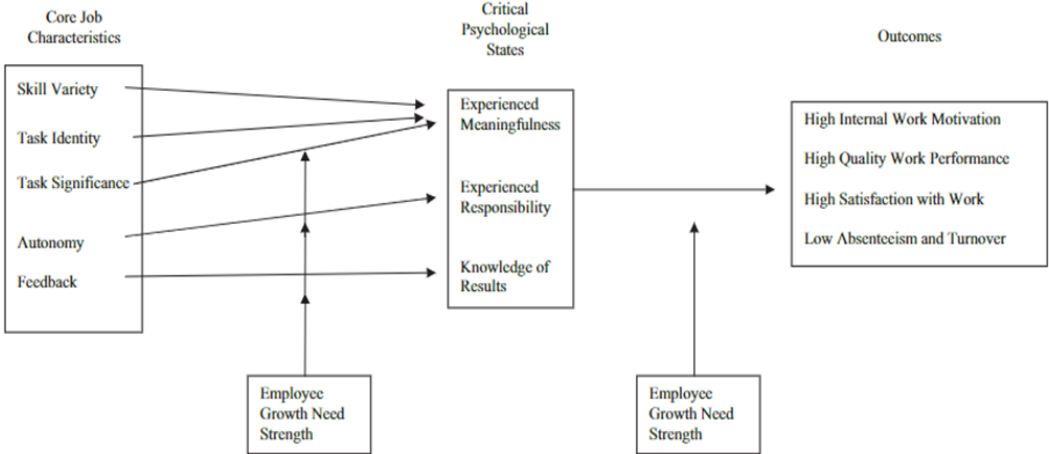 Core Job
Characteristics
Critical
Psychological
States
Outcomes
Skill Variety
Task Identity
Task Significance
Autonomy
Feedback
Experienced
Meaningfulness
Experienced
Responsibility
Knowledge of
Results
High Internal Work Motivation
High Quality Work Performance
High Satisfaction with Work
Low Absenteeism and Turnover
Employee
Growth Need
Strength
Employee
Growth Need
Strength